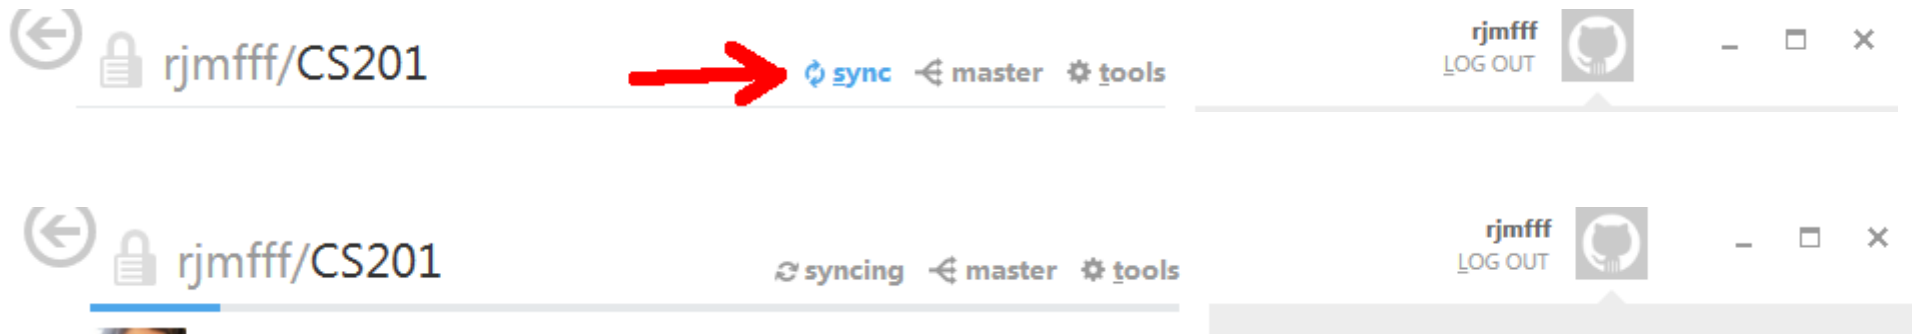 rjmfff/CS201
sync master tools
rjmfff
LOG OUT
rjmfff/CS201
syncing master tools
rjmfff
LOG OUT